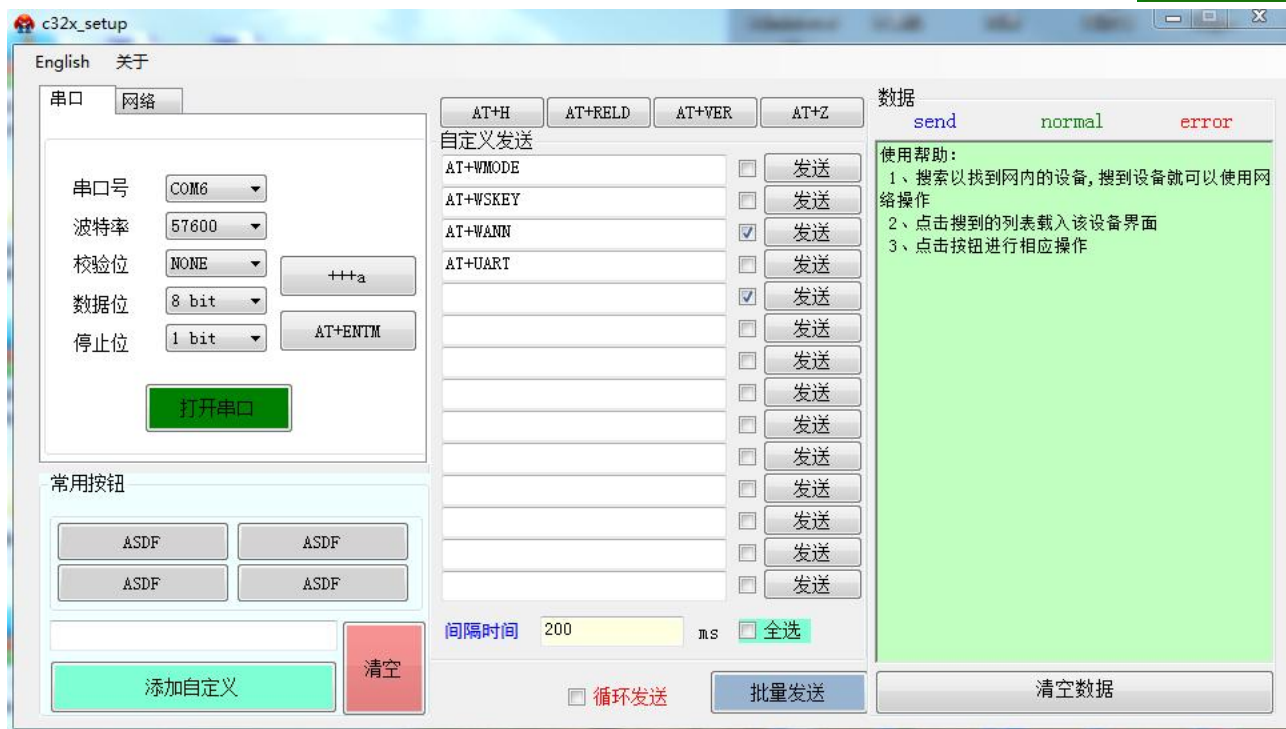 c32x_setup
English 关于
串口 网络
串口号 COM6
波特率 57600
校验位 NONE
数据位 8 bit
停止位 1 bit
+++a
AT+ENTM
打开串口
常用按钮
ASDF ASDF
ASDF ASDF
添加自定义
清空
AT+H AT+RELD AT+VER AT+Z
自定义发送
AT+WMODE 发送
AT+WSKEY 发送
AT+WANN 发送
AT+UART 发送
发送
发送
发送
发送
发送
发送
发送
发送
发送
发送
间隔时间 200 ms 全选
循环发送 批量发送
数据
send normal error
使用帮助:
1、搜索以找到网内的设备,搜到设备就可以使用网
络操作
2、点击搜到的列表载入该设备界面
3、点击按钮进行相应操作
清空数据